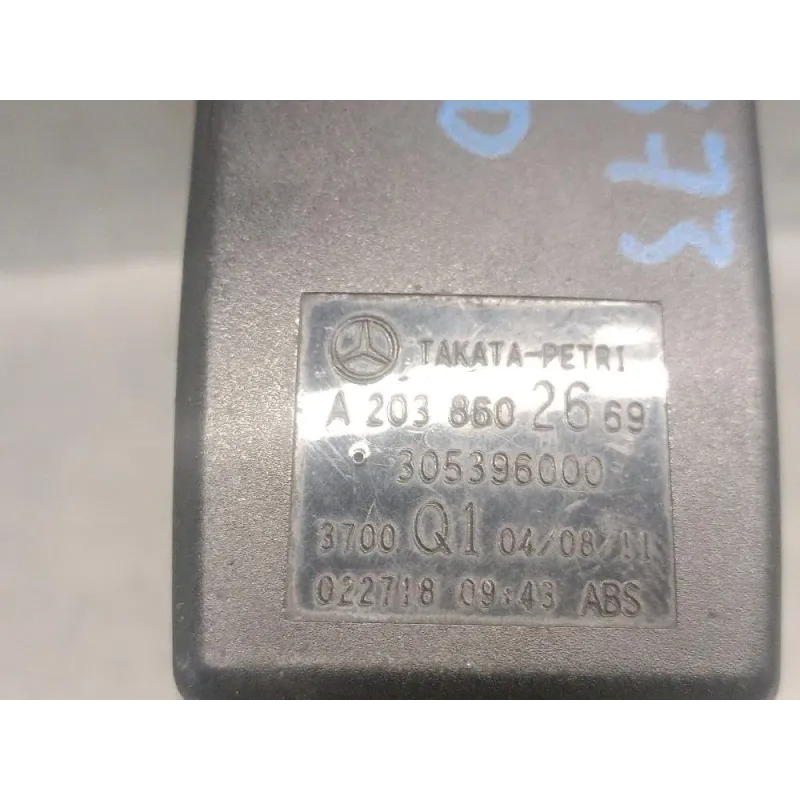 TAKATA-PETRI
A 203 860 26 69
305396000
3700 Q1 04/08/11
022718 09:43 ABS